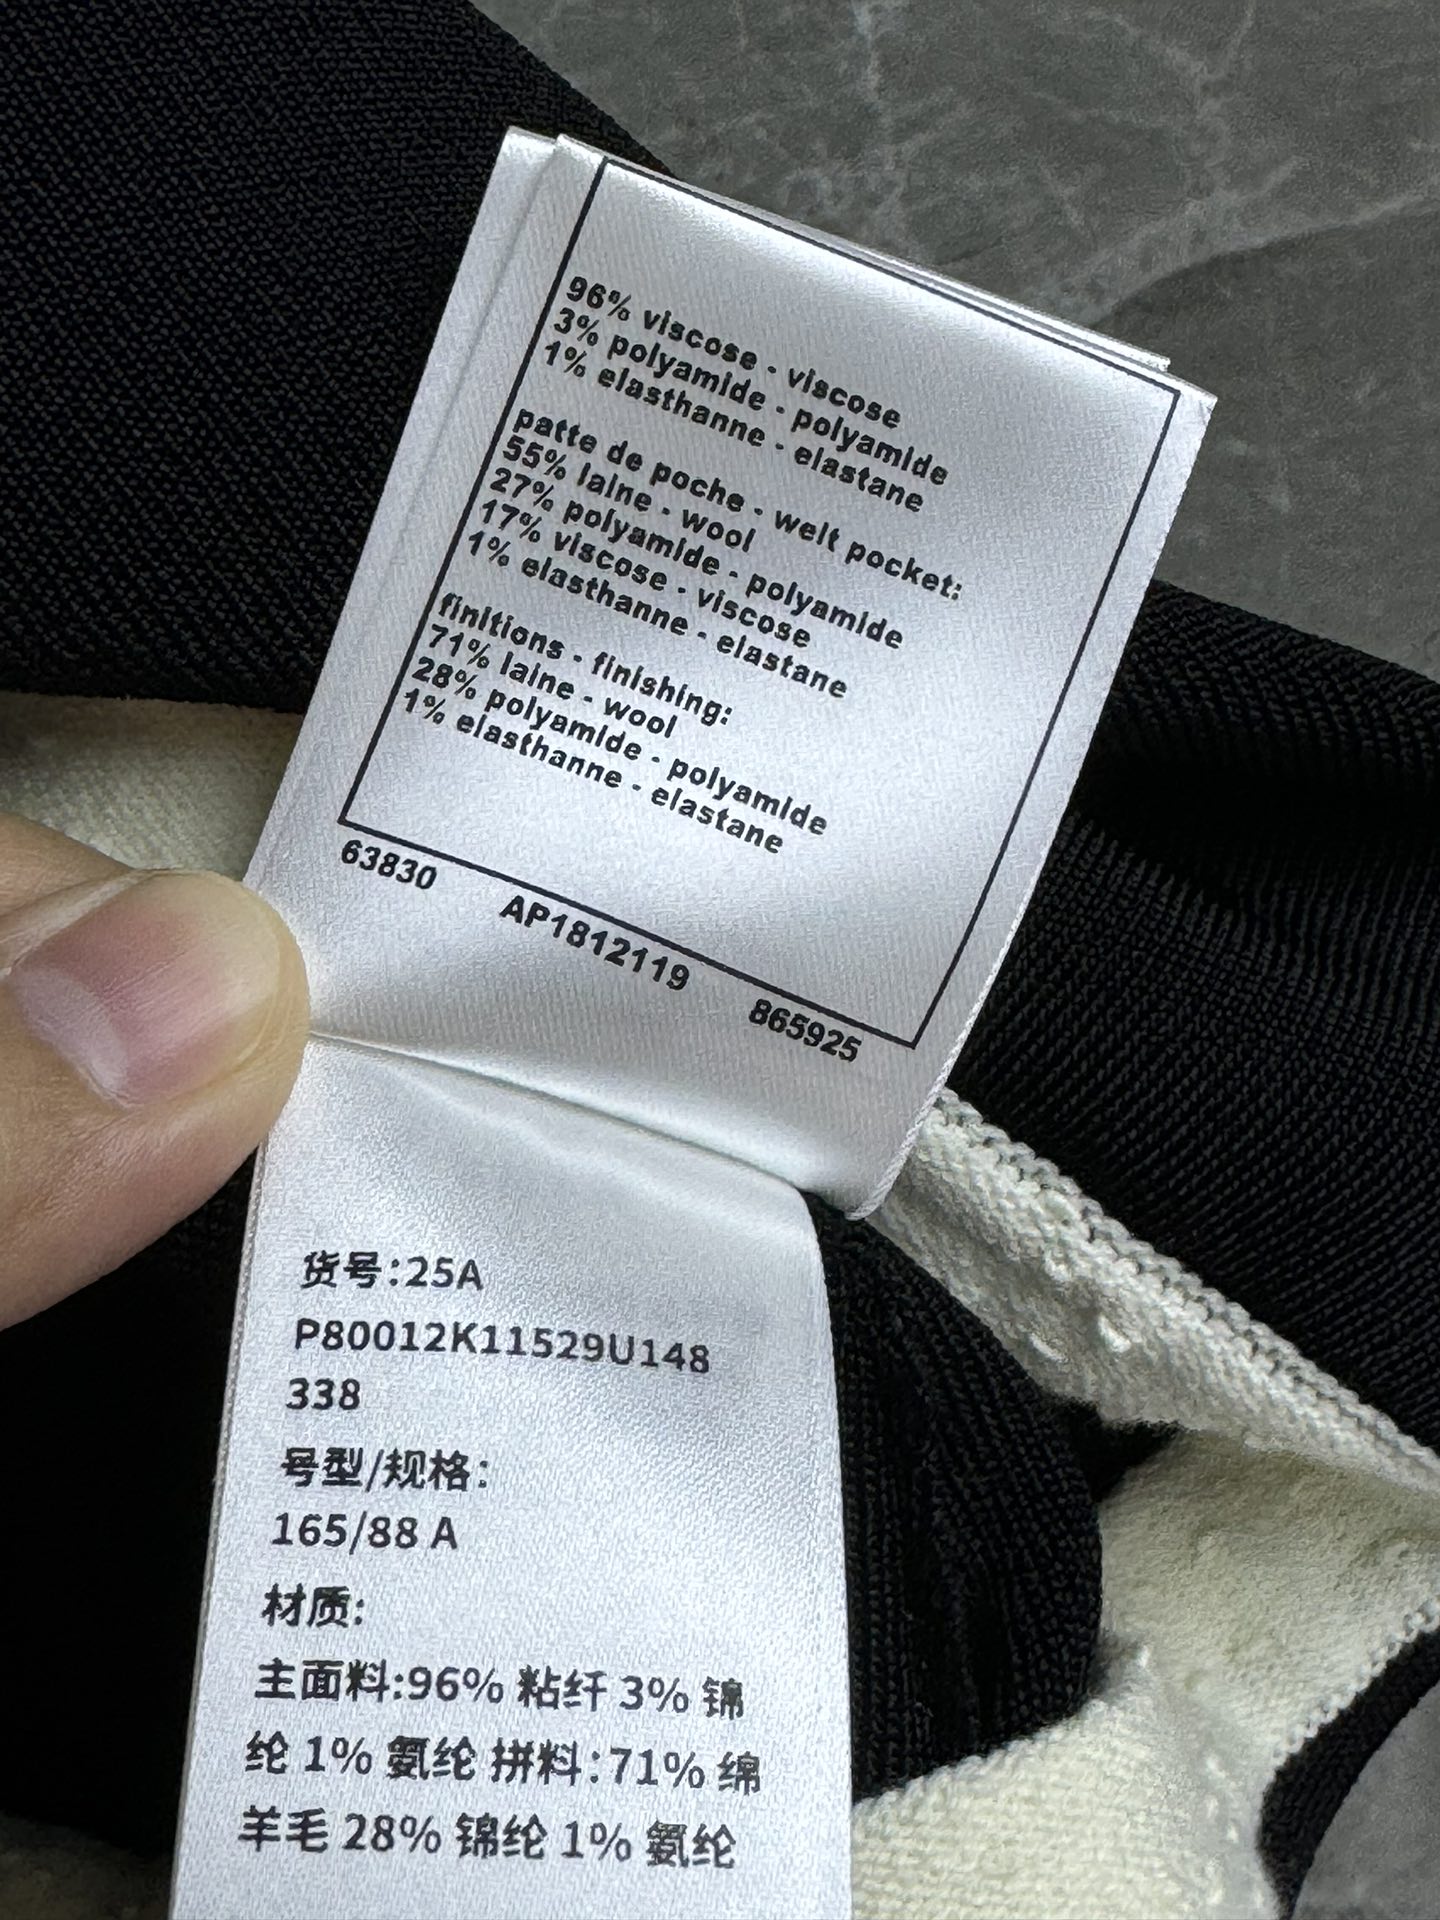 96% viscose - viscose
3% polyamide - polyamide
1% elasthanne - elastane
patte de poche - welt pocket:
55% laine - wool
27% polyamide - polyamide
17% viscose - viscose
1% elasthanne - elastane
finitions - finishing:
71% laine - wool
28% polyamide - polyamide
1% elasthanne - elastane
63830 AP1812119 865925
货号:25A
P80012K11529U148
338
号型/规格:
165/88 A
材质:
主面料:96% 粘纤 3% 锦
纶 1% 氨纶 拼料:71% 绵
羊毛 28% 锦纶 1% 氨纶